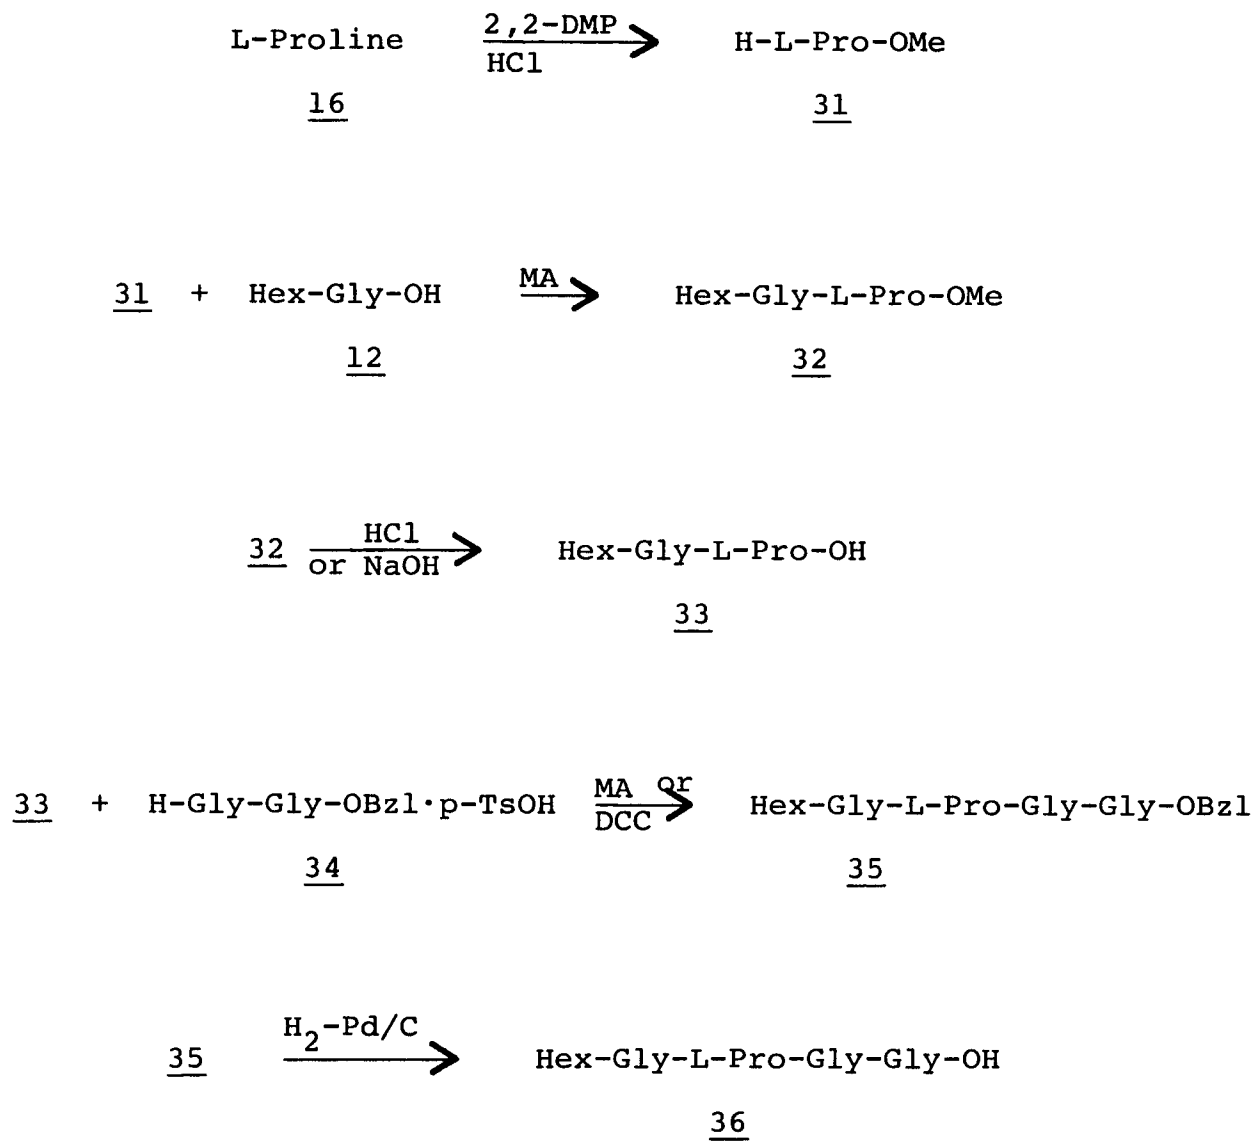 L-Proline 2,2-DMP HCl H-L-Pro-OMe
16 31
31 + Hex-Gly-OH MA Hex-Gly-L-Pro-OMe
12 32
32 HCl or NaOH Hex-Gly-L-Pro-OH
33
33 + H-Gly-Gly-OBzl·p-TsOH MA or DCC Hex-Gly-L-Pro-Gly-Gly-OBzl
34 35
35 H2-Pd/C Hex-Gly-L-Pro-Gly-Gly-OH
36